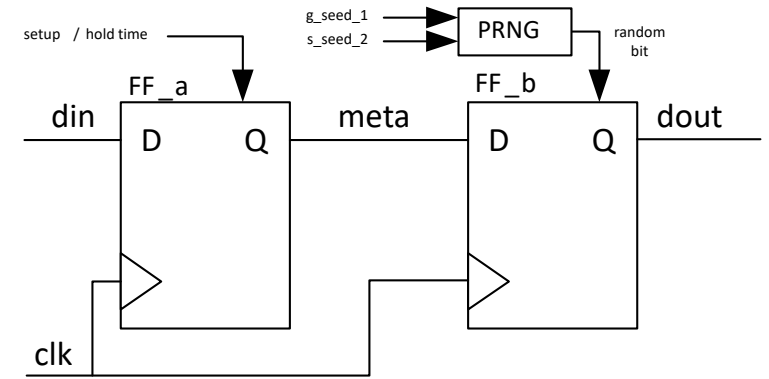 g_seed_1
s_seed_2
PRNG
setup / hold time
random
bit
FF_a
FF_b
din
meta
dout
D
Q
D
Q
clk